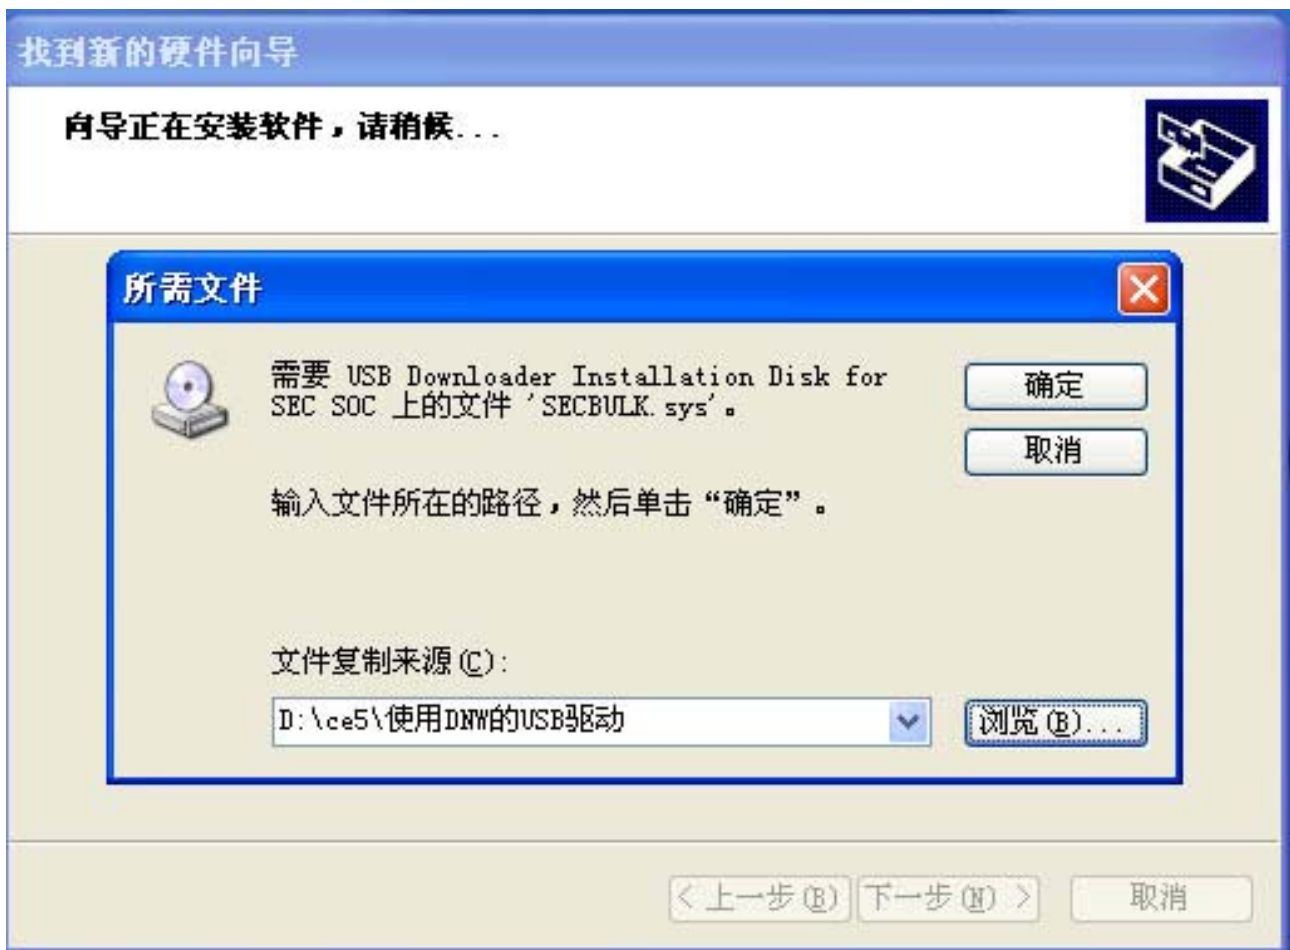 找到新的硬件向导
向导正在安装软件，请稍候...
所需文件
需要 USB Downloader Installation Disk for
SEC SOC 上的文件 'SECBULK.sys'。
确定
取消
输入文件所在的路径，然后单击“确定”。
文件复制来源(C):
D:\ce5\使用DNW的USB驱动
浏览(B)...
< 上一步(B)
下一步(N) >
取消